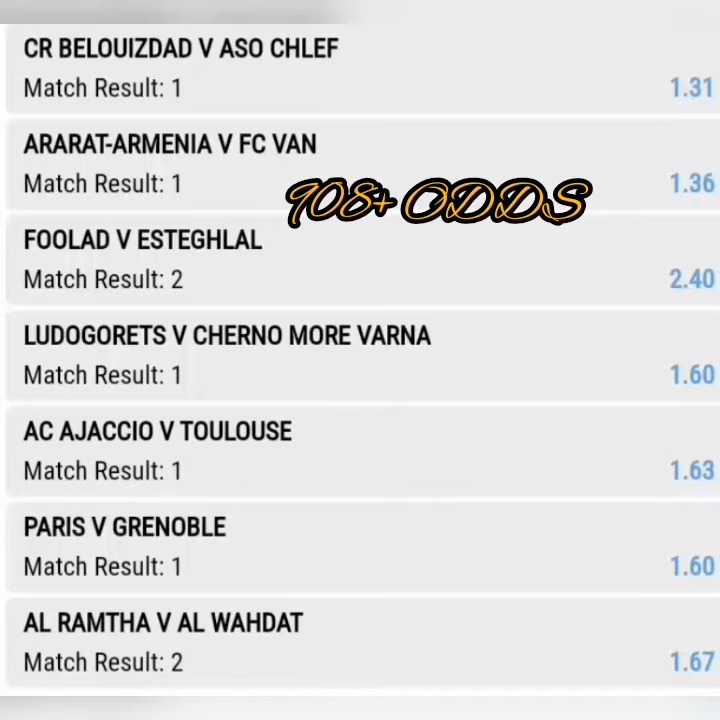 CR BELOUIZDAD V ASO CHLEF
Match Result: 1 1.31
ARARAT-ARMENIA V FC VAN
Match Result: 1 1.36
908+ ODDS
FOOLAD V ESTEGHLAL
Match Result: 2 2.40
LUDOGORETS V CHERNO MORE VARNA
Match Result: 1 1.60
AC AJACCIO V TOULOUSE
Match Result: 1 1.63
PARIS V GRENOBLE
Match Result: 1 1.60
AL RAMTHA V AL WAHDAT
Match Result: 2 1.67